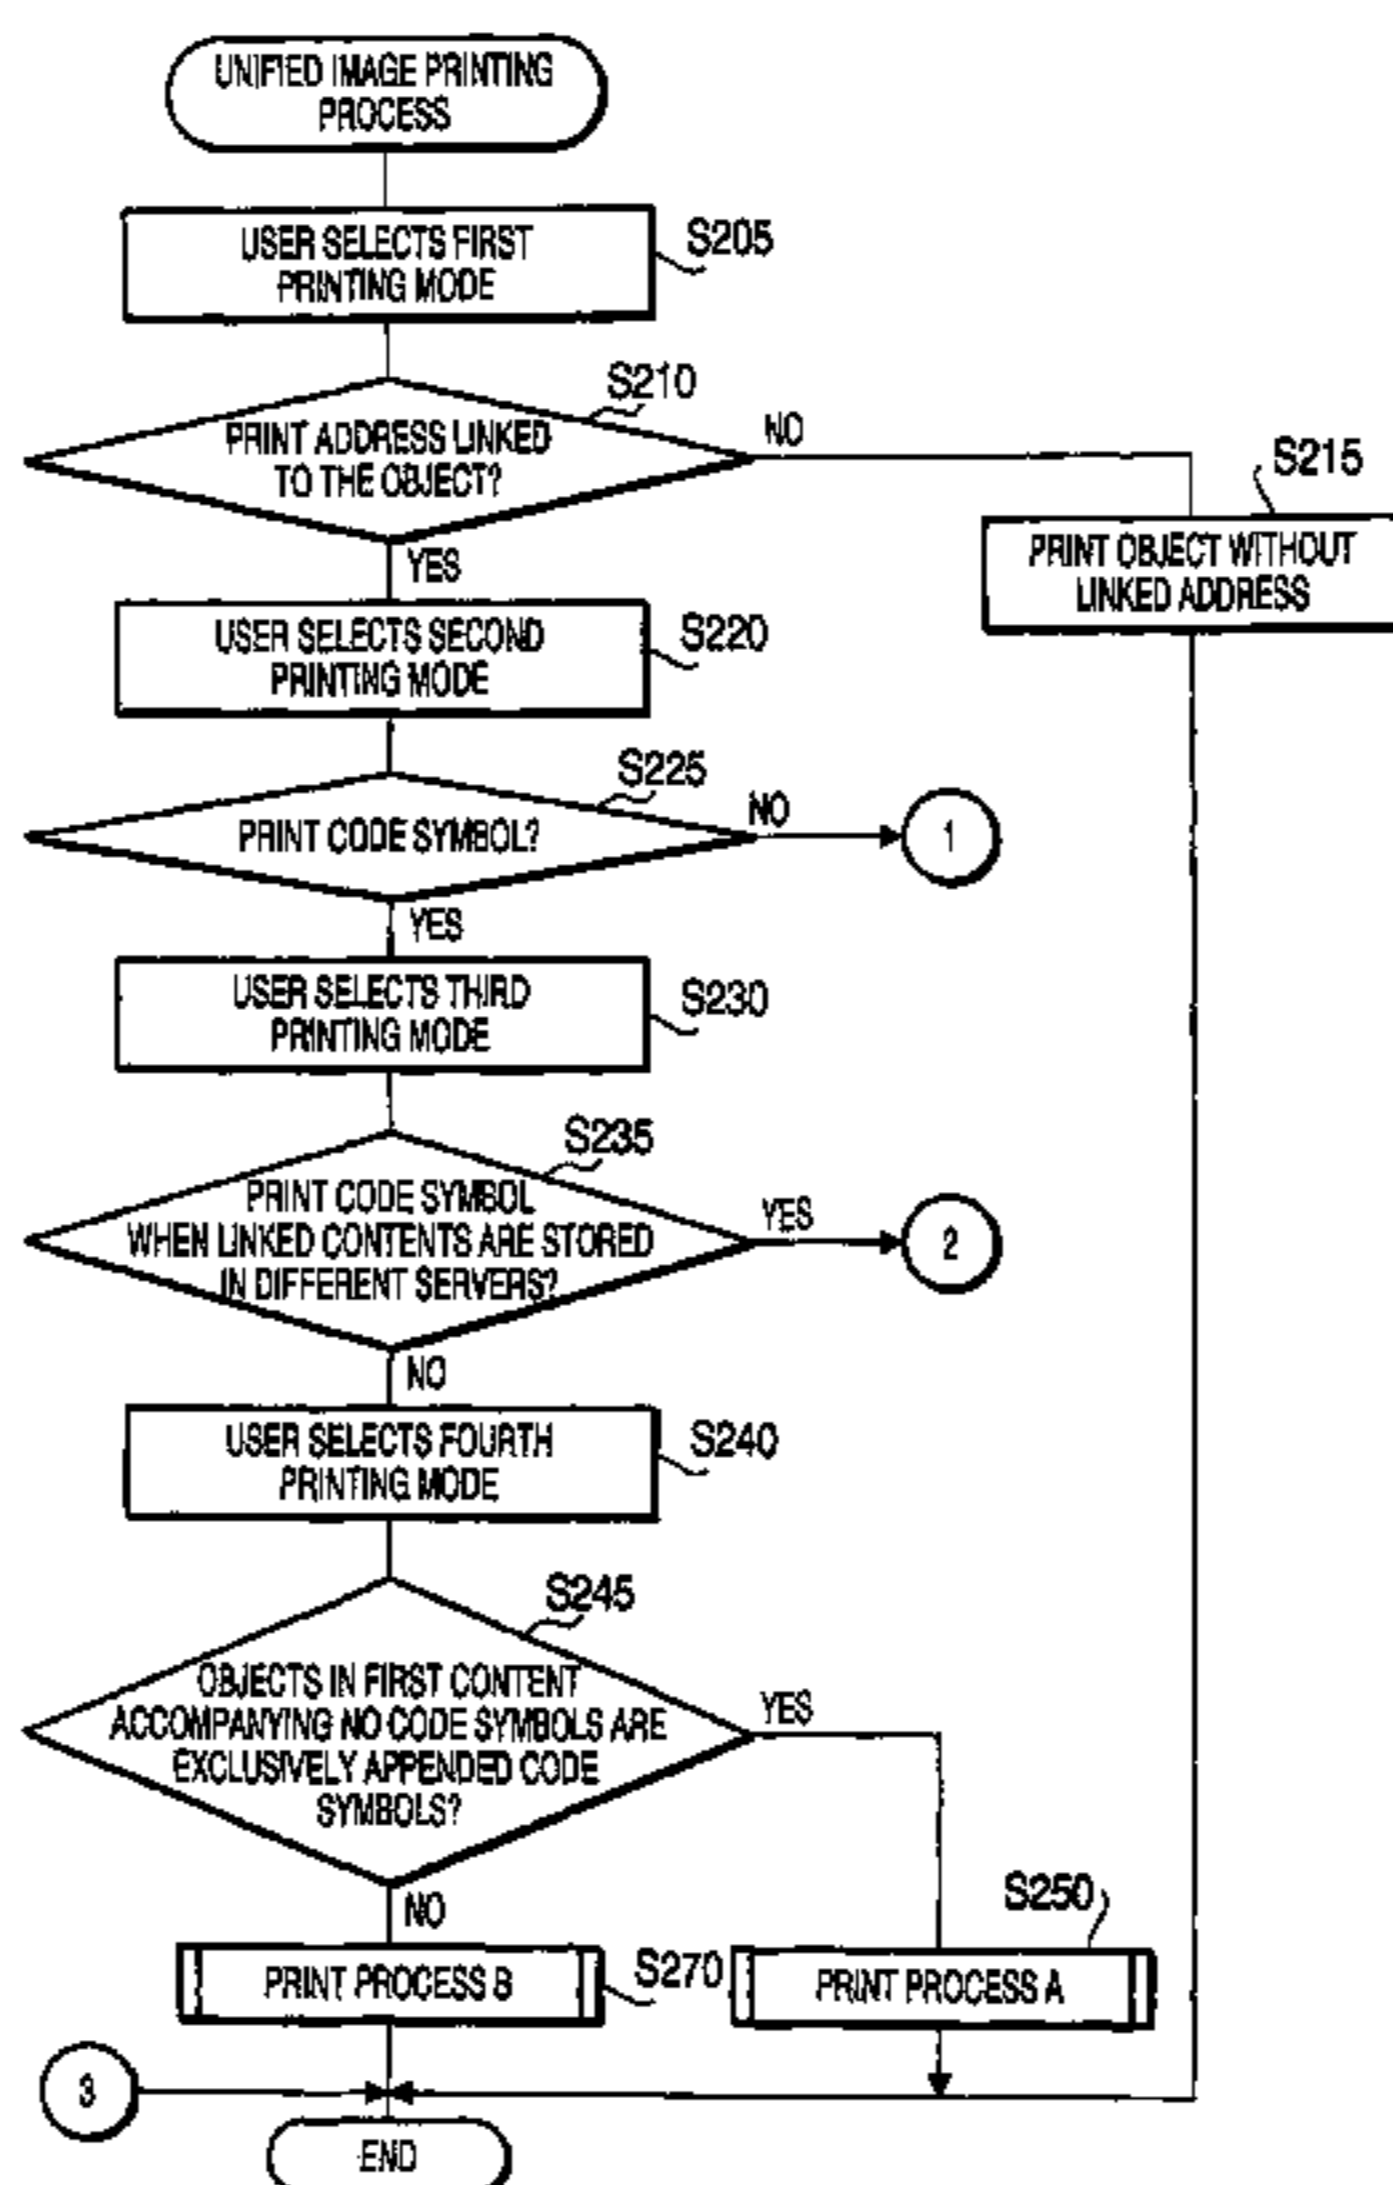 UNIFIED IMAGE PRINTING
PROCESS
USER SELECTS FIRST
PRINTING MODE
S205
S210
PRINT ADDRESS LINKED
TO THE OBJECT?
NO
S215
PRINT OBJECT WITHOUT
LINKED ADDRESS
YES
USER SELECTS SECOND
PRINTING MODE
S220
S225
PRINT CODE SYMBOL?
NO
1
YES
USER SELECTS THIRD
PRINTING MODE
S230
S235
PRINT CODE SYMBOL
WHEN LINKED CONTENTS ARE STORED
IN DIFFERENT SERVERS?
YES
2
NO
USER SELECTS FOURTH
PRINTING MODE
S240
S245
OBJECTS IN FIRST CONTENT
ACCOMPANYING NO CODE SYMBOLS ARE
EXCLUSIVELY APPENDED CODE
SYMBOLS?
YES
NO
S250
PRINT PROCESS B
S270
PRINT PROCESS A
3
END